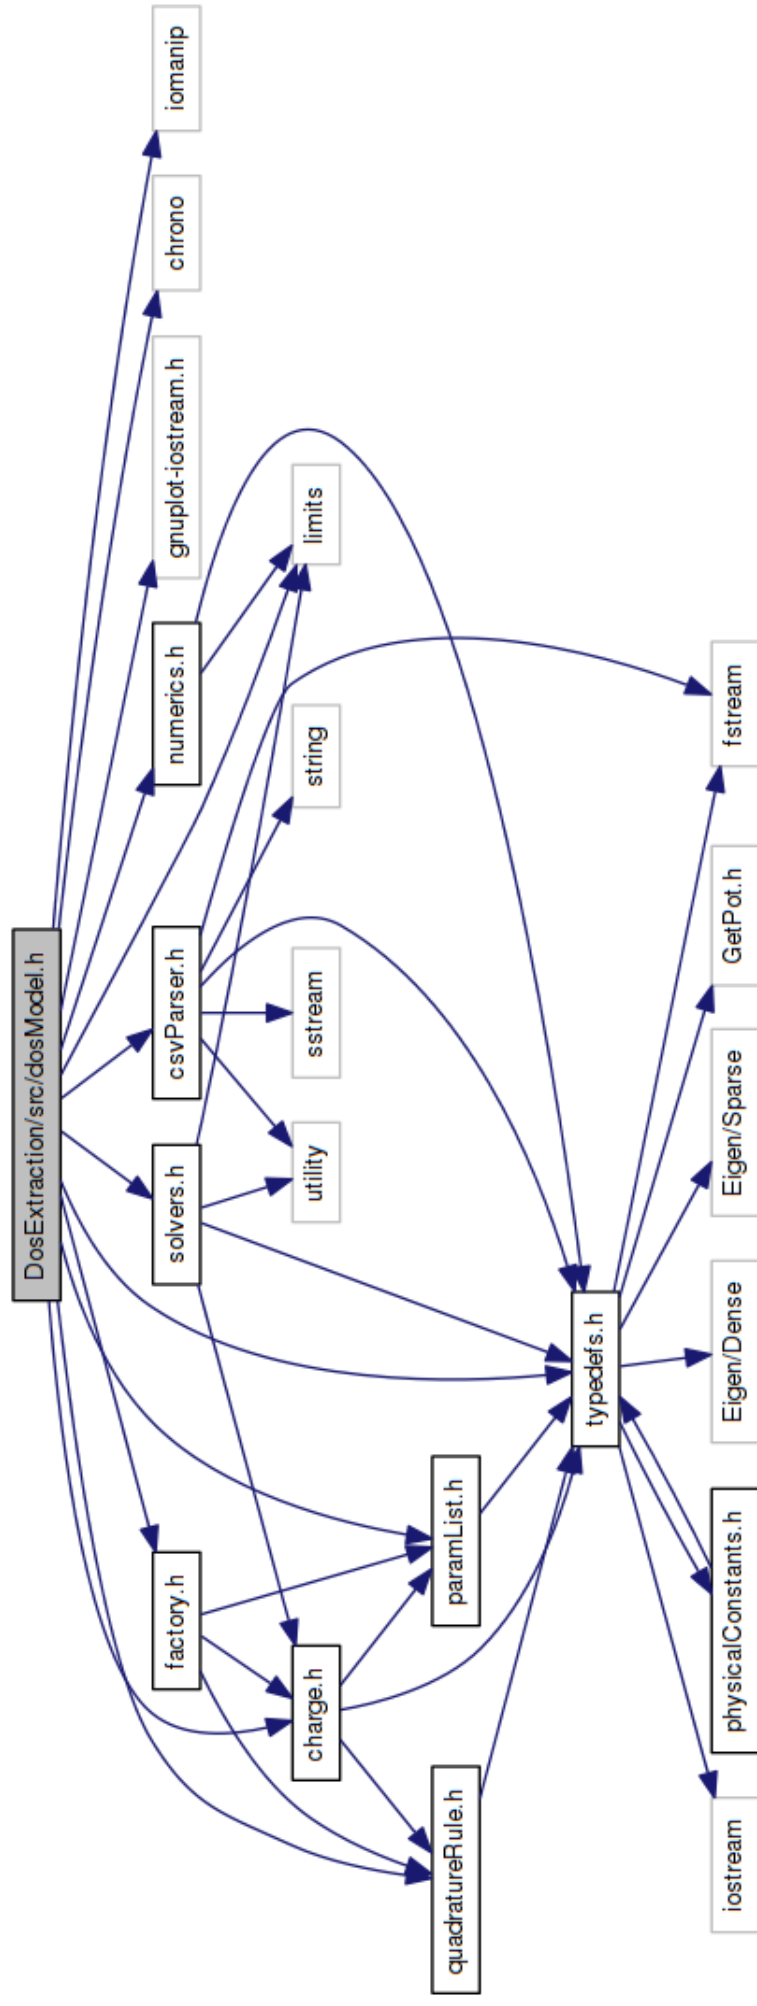 DosExtraction/src/dosModel.h
factory.h
solvers.h
csvParser.h
numerics.h
gnuplot-iostream.h
chrono
iomanip
charge.h
utility
sstream
string
limits
quadratureRule.h
paramList.h
typedefs.h
iostream
physicalConstants.h
Eigen/Dense
Eigen/Sparse
GetPot.h
fstream